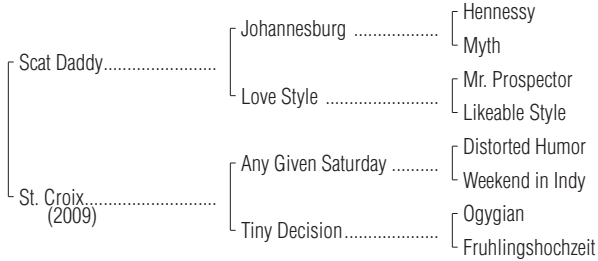 Hennessy
Johannesburg ..................
Myth
Scat Daddy........................
Mr. Prospector
Love Style ........................
Likeable Style
Distorted Humor
Any Given Saturday ..........
Weekend in Indy
St. Croix............................
(2009)
Ogygian
Tiny Decision....................
Fruhlingshochzeit